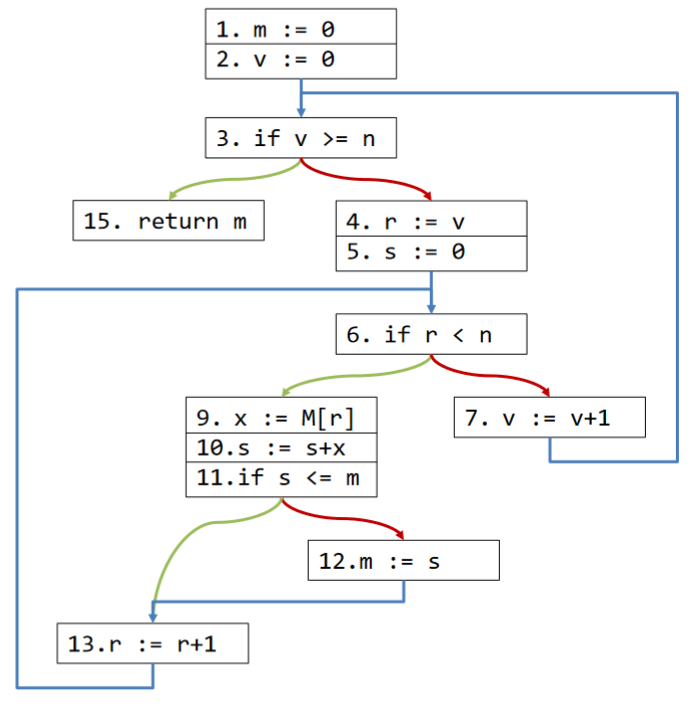 1. m := 0
2. v := 0
3. if v >= n
15. return m
4. r := v
5. s := 0
6. if r < n
9. x := M[r]
10.s := s+x
11.if s <= m
7. v := v+1
12.m := s
13.r := r+1